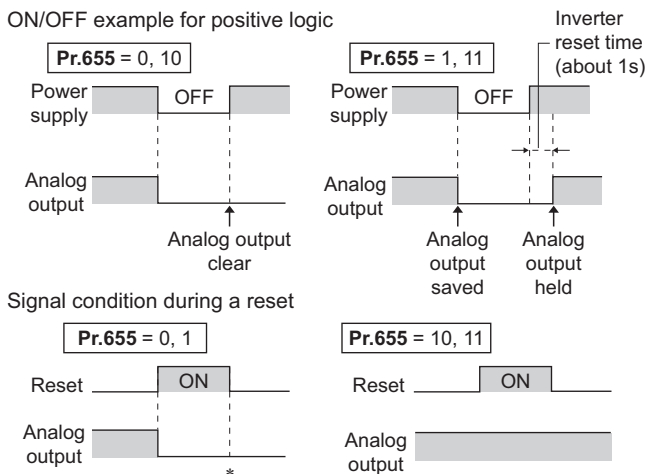 ON/OFF example for positive logic
Inverter
reset time
(about 1s)
Pr.655 = 0, 10
Pr.655 = 1, 11
Power
supply
OFF
Power
supply
OFF
Analog
output
Analog
output
Analog output
clear
Analog
output
saved
Analog
output
held
Signal condition during a reset
Pr.655 = 0, 1
Pr.655 = 10, 11
Reset
ON
Reset
ON
Analog
output
*
Analog
output